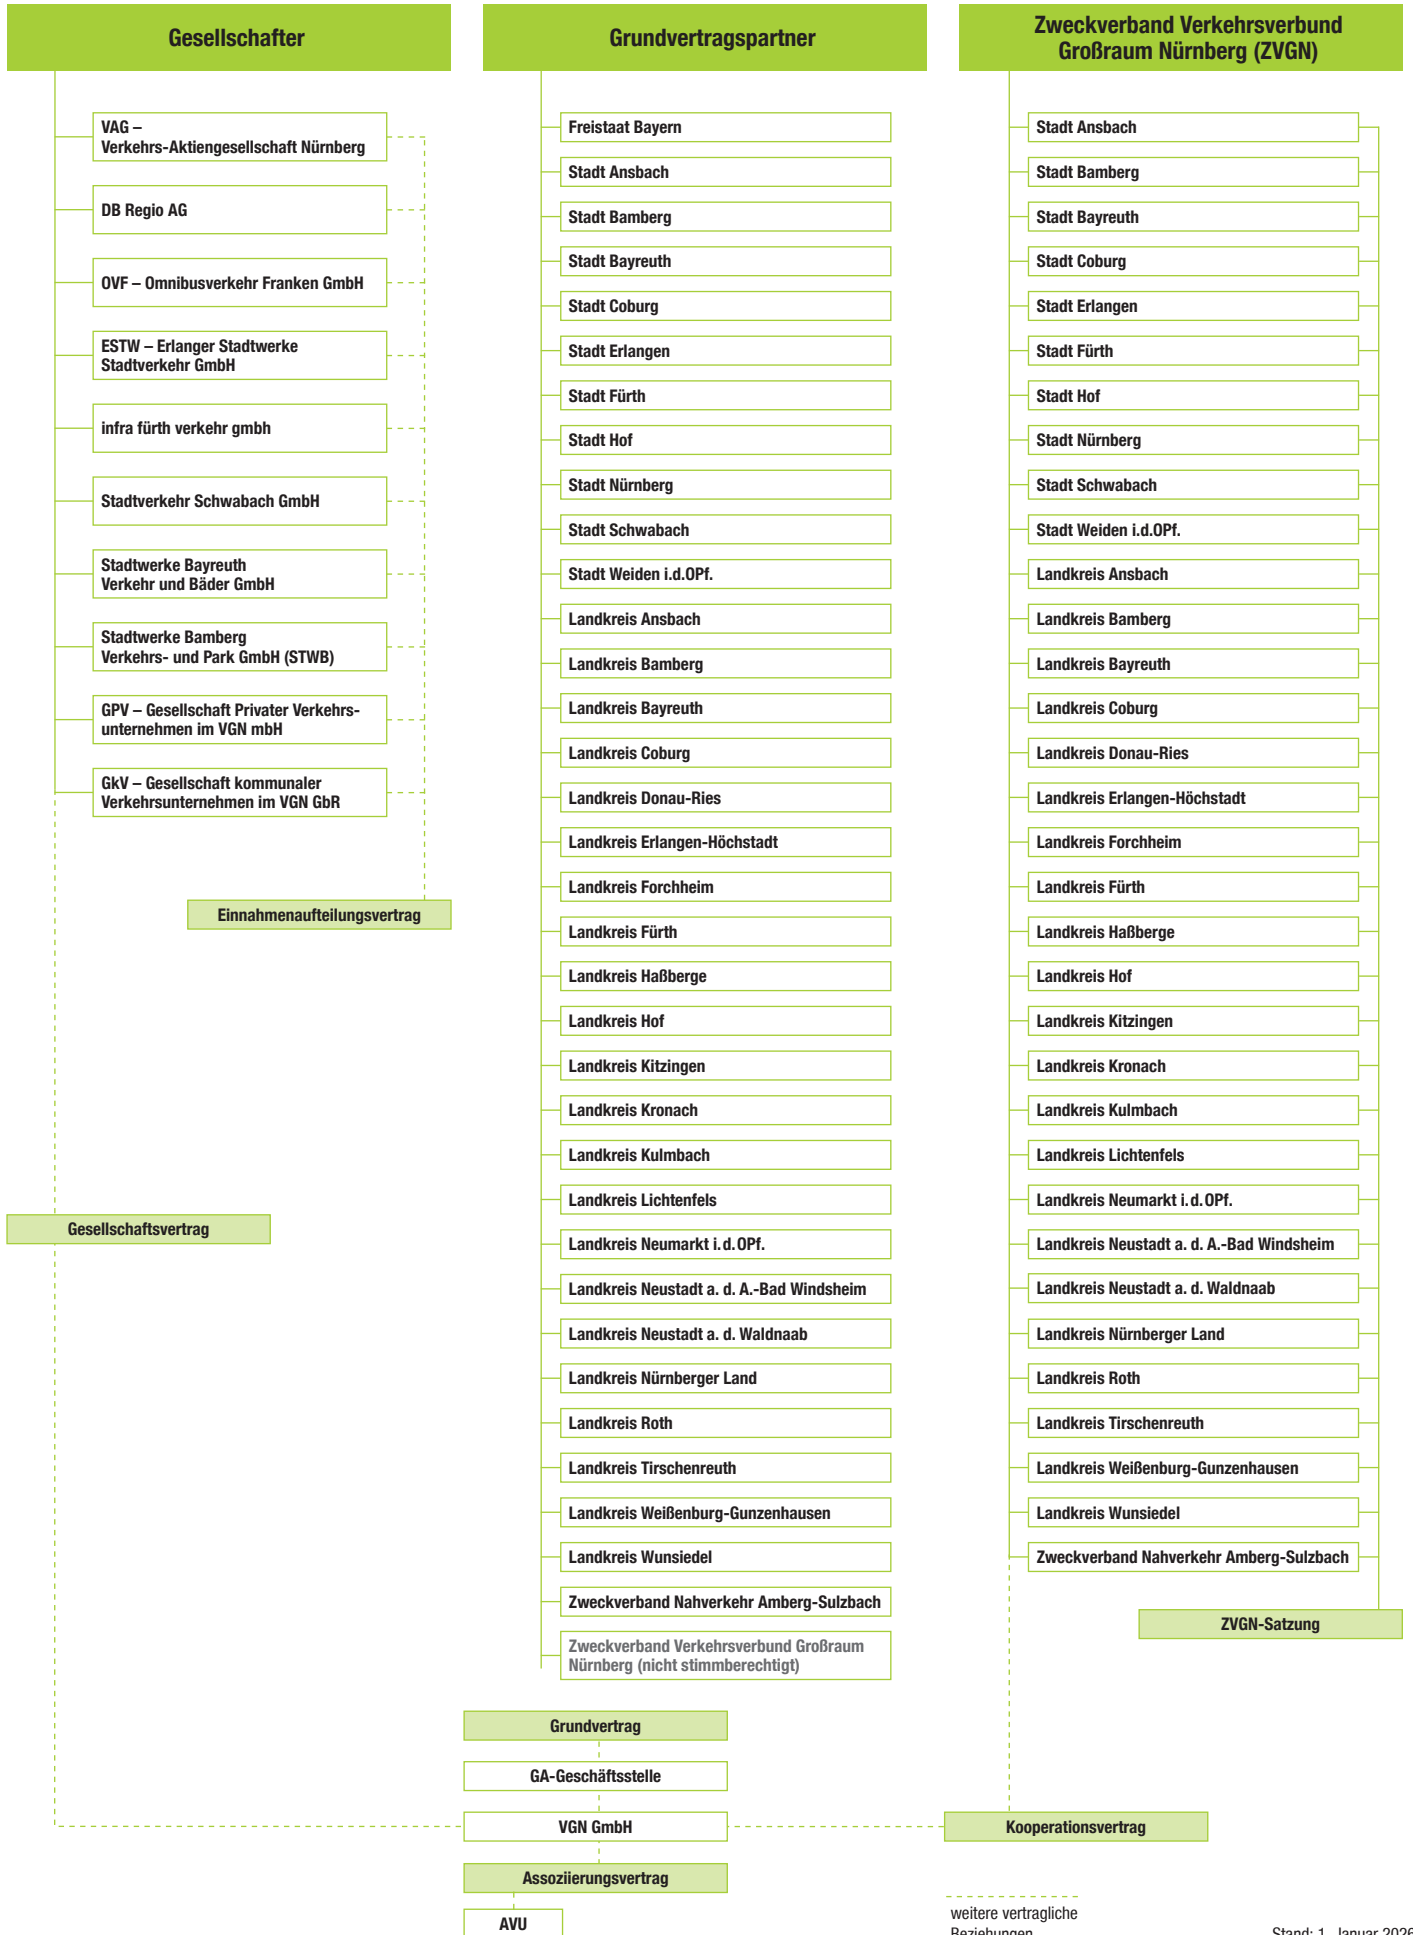 Gesellschafter
VAG –
Verkehrs-Aktiengesellschaft Nürnberg
DB Regio AG
OVF – Omnibusverkehr Franken GmbH
ESTW – Erlanger Stadtwerke
Stadtverkehr GmbH
infra fürth verkehr gmbh
Stadtverkehr Schwabach GmbH
Stadtwerke Bayreuth
Verkehr und Bäder GmbH
Stadtwerke Bamberg
Verkehrs- und Park GmbH (STWB)
GPV – Gesellschaft Privater Verkehrs-
unternehmen im VGN mbH
GkV – Gesellschaft kommunaler
Verkehrsunternehmen im VGN GbR
Einnahmenaufteilungsvertrag
Gesellschaftsvertrag
Grundvertragspartner
Freistaat Bayern
Stadt Ansbach
Stadt Bamberg
Stadt Bayreuth
Stadt Coburg
Stadt Erlangen
Stadt Fürth
Stadt Hof
Stadt Nürnberg
Stadt Schwabach
Stadt Weiden i.d.OPf.
Landkreis Ansbach
Landkreis Bamberg
Landkreis Bayreuth
Landkreis Coburg
Landkreis Donau-Ries
Landkreis Erlangen-Höchstadt
Landkreis Forchheim
Landkreis Fürth
Landkreis Haßberge
Landkreis Hof
Landkreis Kitzingen
Landkreis Kronach
Landkreis Kulmbach
Landkreis Lichtenfels
Landkreis Neumarkt i.d.OPf.
Landkreis Neustadt a. d. A.-Bad Windsheim
Landkreis Neustadt a. d. Waldnaab
Landkreis Nürnberger Land
Landkreis Roth
Landkreis Tirschenreuth
Landkreis Weißenburg-Gunzenhausen
Landkreis Wunsiedel
Zweckverband Nahverkehr Amberg-Sulzbach
Zweckverband Verkehrsverbund Großraum
Nürnberg (nicht stimmberechtigt)
Grundvertrag
GA-Geschäftsstelle
VGN GmbH
Assoziierungsvertrag
AVU
Zweckverband Verkehrsverbund
Großraum Nürnberg (ZVGN)
Stadt Ansbach
Stadt Bamberg
Stadt Bayreuth
Stadt Coburg
Stadt Erlangen
Stadt Fürth
Stadt Hof
Stadt Nürnberg
Stadt Schwabach
Stadt Weiden i.d.OPf.
Landkreis Ansbach
Landkreis Bamberg
Landkreis Bayreuth
Landkreis Coburg
Landkreis Donau-Ries
Landkreis Erlangen-Höchstadt
Landkreis Forchheim
Landkreis Fürth
Landkreis Haßberge
Landkreis Hof
Landkreis Kitzingen
Landkreis Kronach
Landkreis Kulmbach
Landkreis Lichtenfels
Landkreis Neumarkt i.d.OPf.
Landkreis Neustadt a. d. A.-Bad Windsheim
Landkreis Neustadt a. d. Waldnaab
Landkreis Nürnberger Land
Landkreis Roth
Landkreis Tirschenreuth
Landkreis Weißenburg-Gunzenhausen
Landkreis Wunsiedel
Zweckverband Nahverkehr Amberg-Sulzbach
ZVGN-Satzung
Kooperationsvertrag
weitere vertragliche
Beziehungen
Stand: 1. Januar 2026